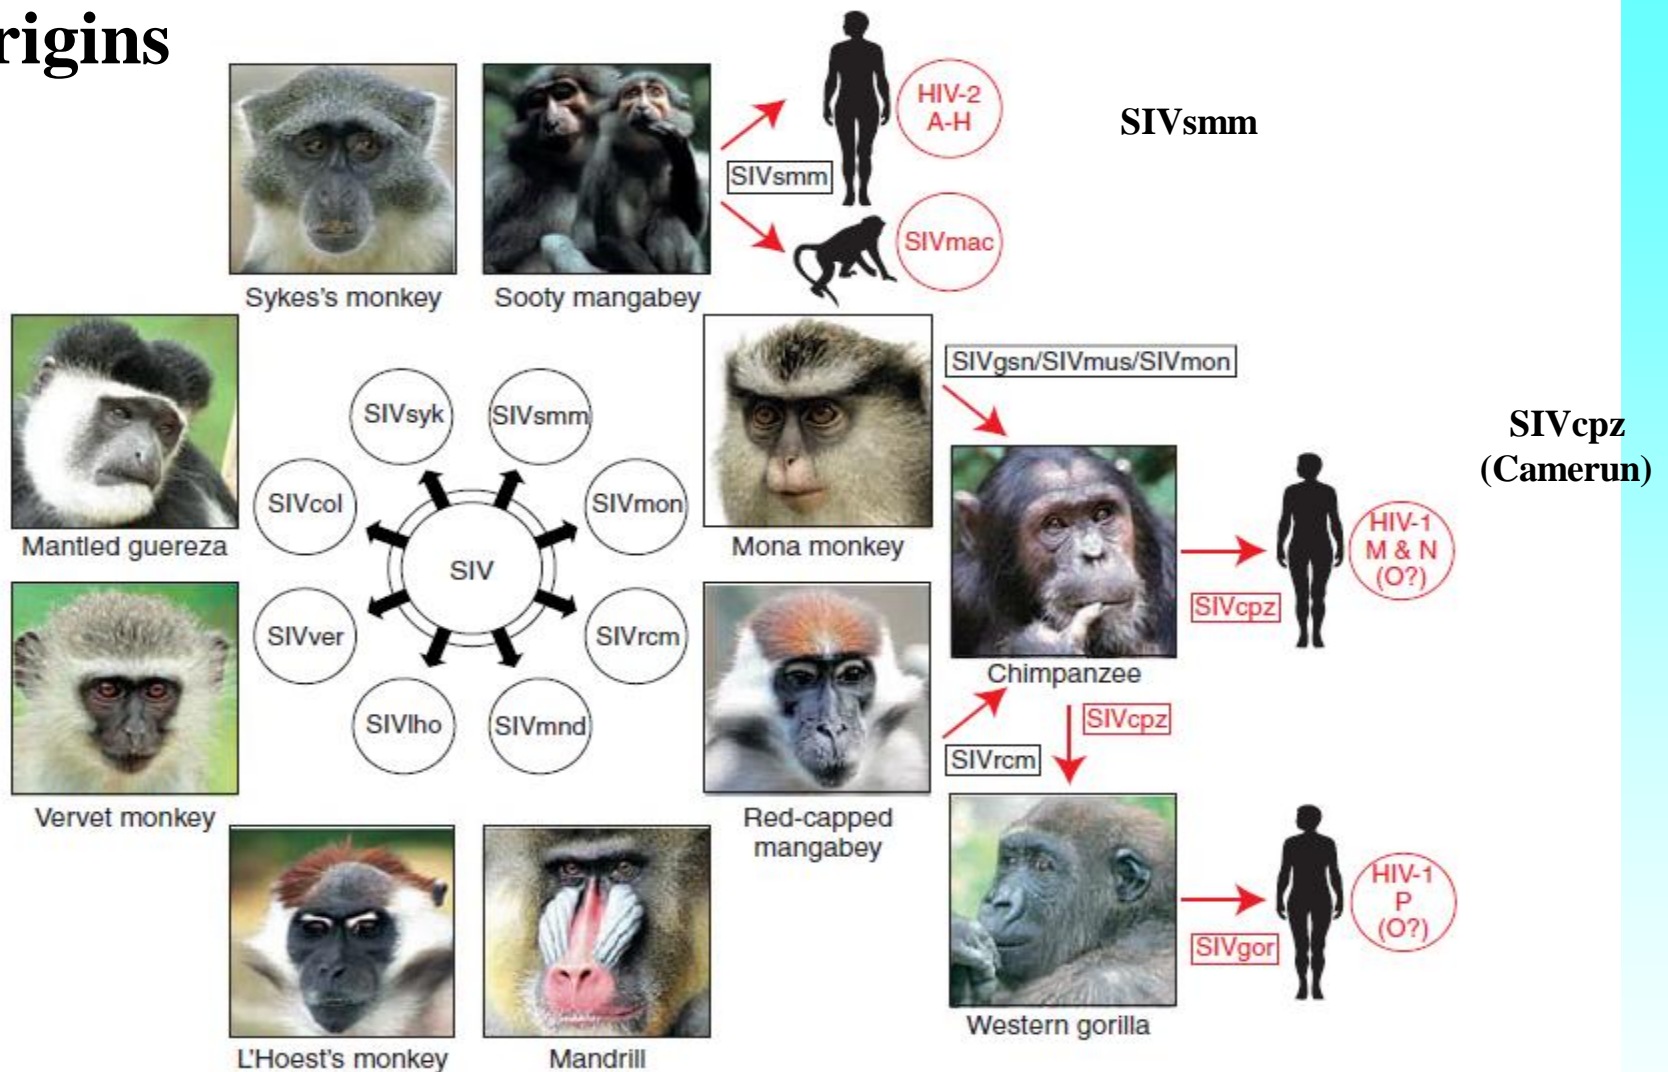 rigins
HIV-2
A-H
SIVsmm
SIVsmm
SIVmac
Sykes's monkey
Sooty mangabey
SIVgsn/SIVmus/SIVmon
SIVcpz
(Camerun)
SIVsyk
SIVsmm
SIVcol
SIVmon
SIV
SIVver
SIVrcm
SIVlho
SIVmnd
Mantled guereza
Mona monkey
HIV-1
M & N
(O?)
SIVcpz
Chimpanzee
SIVcpz
SIVrcm
Vervet monkey
Red-capped
mangabey
HIV-1
P
(O?)
SIVgor
Western gorilla
L'Hoest's monkey
Mandrill